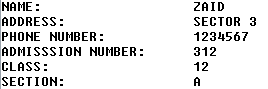 NAME: ZAID
ADDRESS: SECTOR 3
PHONE NUMBER: 1234567
ADMISSSION NUMBER: 312
CLASS: 12
SECTION: A